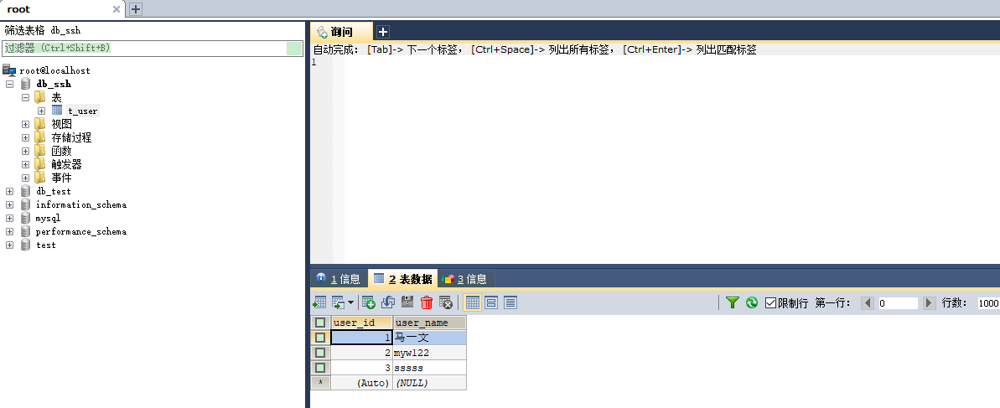 root
筛选表格 db_ssh
过滤器 (Ctrl+Shift+B)
root@localhost
db_ssh
表
t_user
视图
存储过程
函数
触发器
事件
db_test
information_schema
mysql
performance_schema
test
询问
自动完成： [Tab]-> 下一个标签， [Ctrl+Space]-> 列出所有标签， [Ctrl+Enter]-> 列出匹配标签
1
1 信息
2 表数据
3 信息
限制行 第一行： 0 行数： 1000
user_id user_name
1 马一文
2 myw122
3 sssss
* (Auto) (NULL)